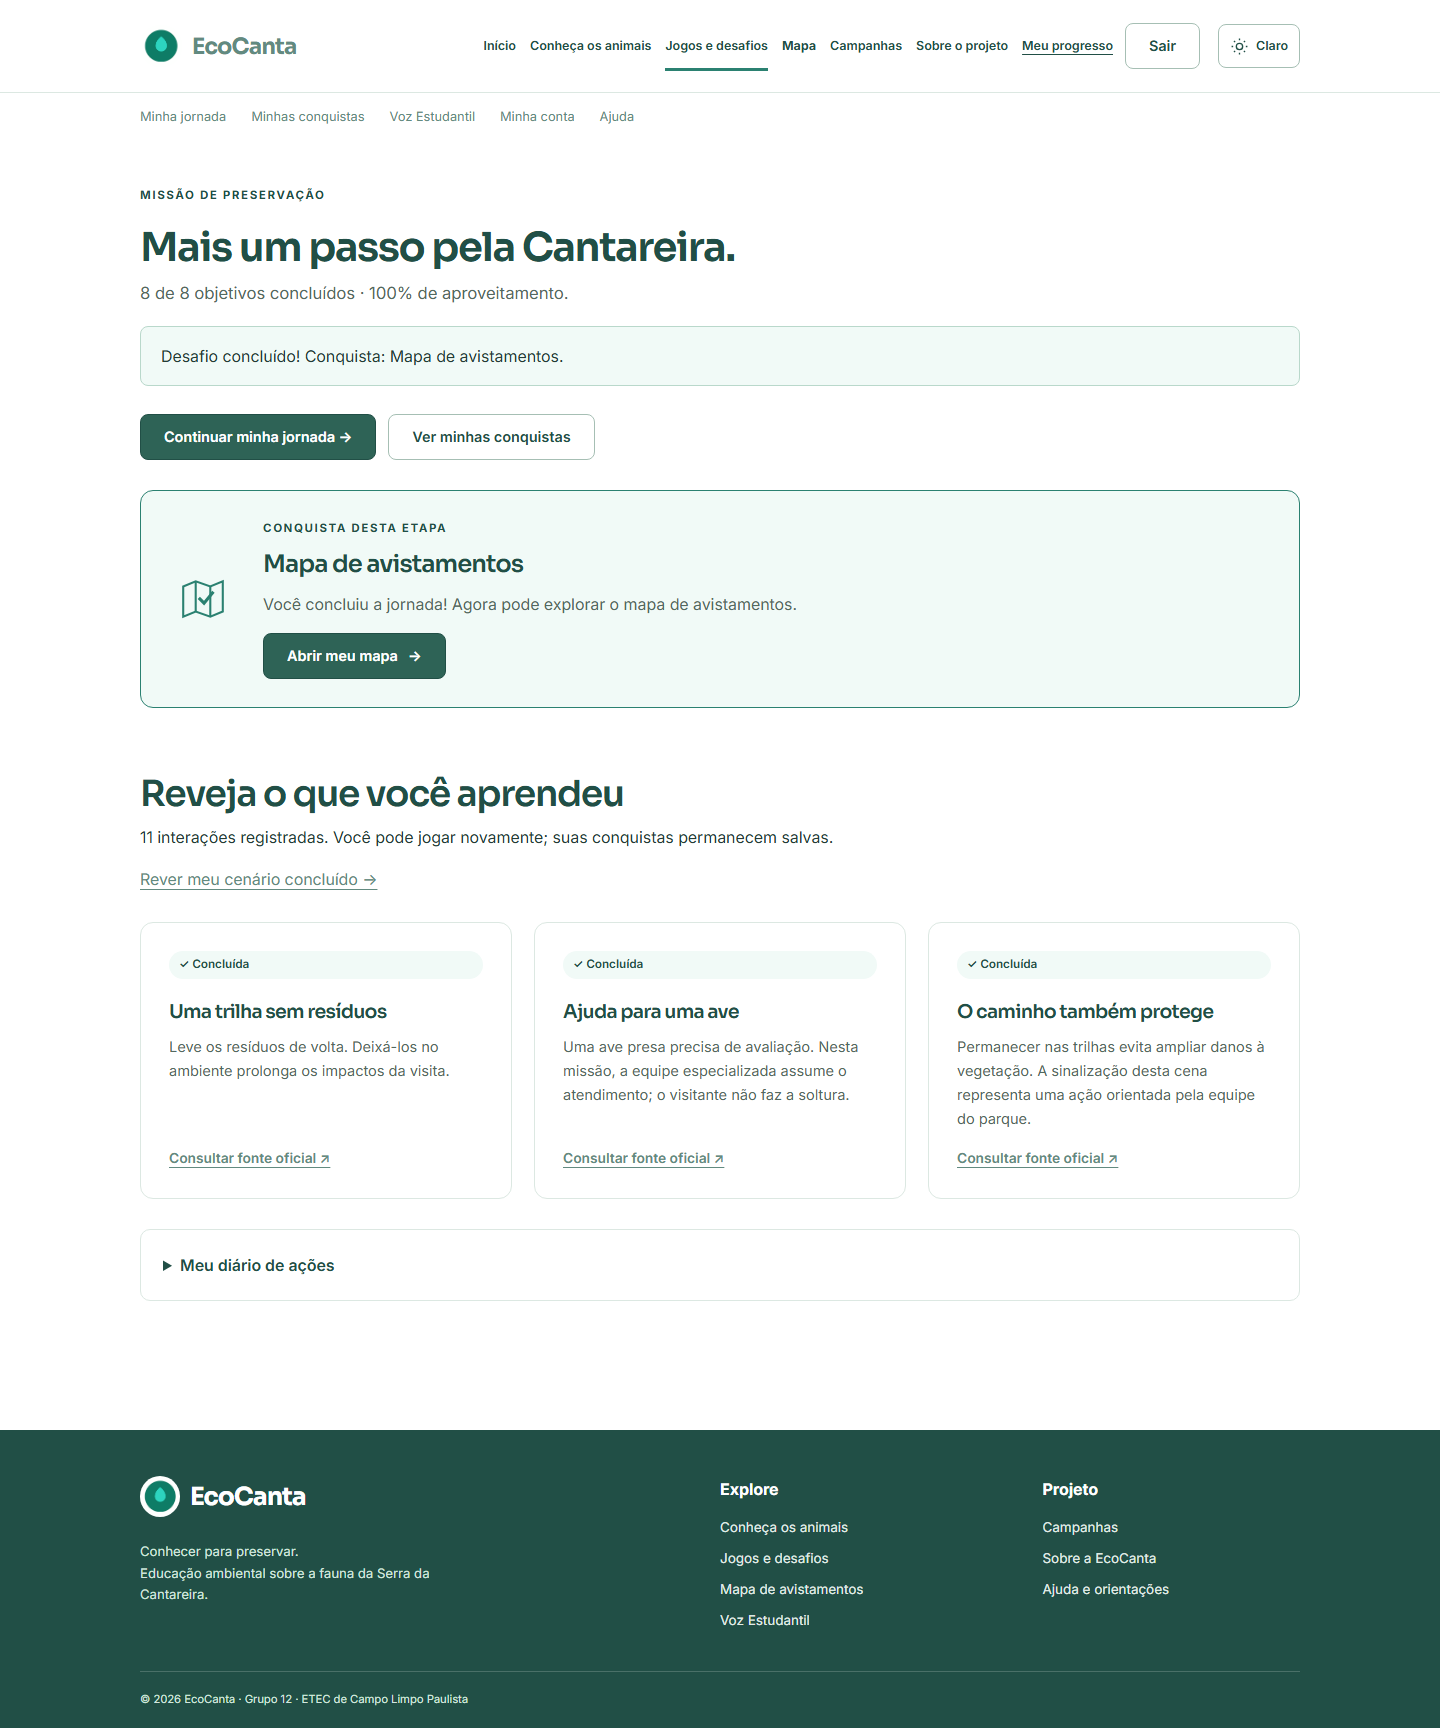 EcoCanta
Início Conheça os animais Jogos e desafios Mapa Campanhas Sobre o projeto Meu progresso Sair Claro
Minha jornada Minhas conquistas Voz Estudantil Minha conta Ajuda
MISSÃO DE PRESERVAÇÃO
Mais um passo pela Cantareira.
8 de 8 objetivos concluídos · 100% de aproveitamento.
Desafio concluído! Conquista: Mapa de avistamentos.
Continuar minha jornada → Ver minhas conquistas
CONQUISTA DESTA ETAPA
Mapa de avistamentos
Você concluiu a jornada! Agora pode explorar o mapa de avistamentos.
Abrir meu mapa →
Reveja o que você aprendeu
11 interações registradas. Você pode jogar novamente; suas conquistas permanecem salvas.
Rever meu cenário concluído →
✓ Concluída
Uma trilha sem resíduos
Leve os resíduos de volta. Deixá-los no
ambiente prolonga os impactos da visita.
Consultar fonte oficial ↗
✓ Concluída
Ajuda para uma ave
Uma ave presa precisa de avaliação. Nesta
missão, a equipe especializada assume o
atendimento; o visitante não faz a soltura.
Consultar fonte oficial ↗
✓ Concluída
O caminho também protege
Permanecer nas trilhas evita ampliar danos à
vegetação. A sinalização desta cena
representa uma ação orientada pela equipe
do parque.
Consultar fonte oficial ↗
▶ Meu diário de ações
EcoCanta
Conhecer para preservar.
Educação ambiental sobre a fauna da Serra da
Cantareira.
Explore
Conheça os animais
Jogos e desafios
Mapa de avistamentos
Voz Estudantil
Projeto
Campanhas
Sobre a EcoCanta
Ajuda e orientações
© 2026 EcoCanta · Grupo 12 · ETEC de Campo Limpo Paulista